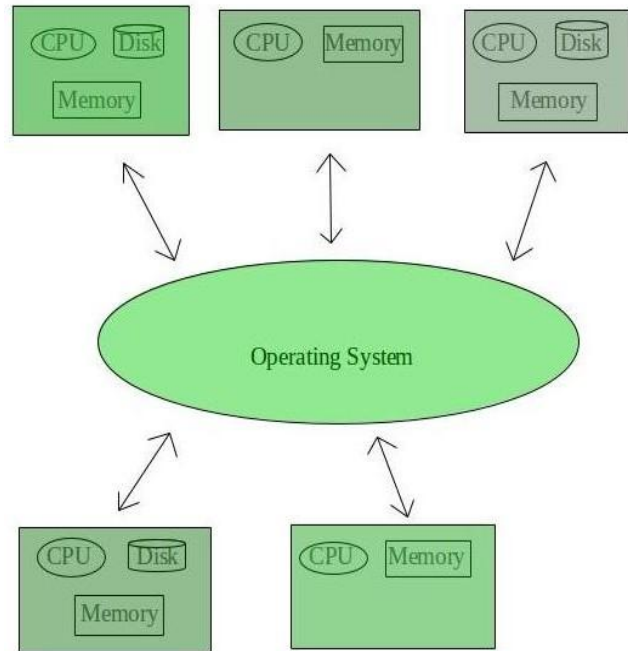 CPU Disk
Memory
CPU Memory
CPU Disk
Memory
Operating System
CPU Disk
Memory
CPU Memory